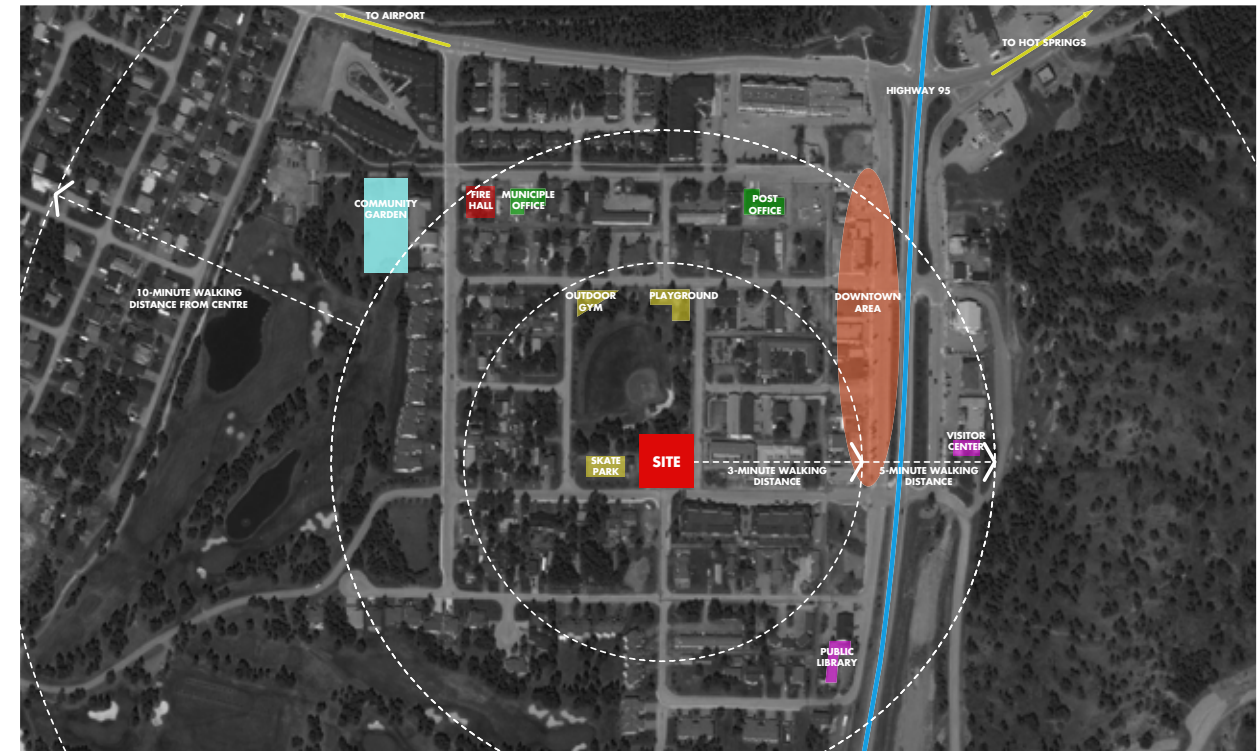 TO AIRPORT
TO HOT SPRINGS
HIGHWAY 95
COMMUNITY
GARDEN
FIRE
HALL
MUNICIPLE
OFFICE
POST
OFFICE
10-MINUTE WALKING
DISTANCE FROM CENTRE
OUTDOOR
GYM
PLAYGROUND
DOWNTOWN
AREA
SKATE
PARK
SITE
3-MINUTE WALKING
DISTANCE
VISITOR
CENTER
5-MINUTE WALKING
DISTANCE
PUBLIC
LIBRARY